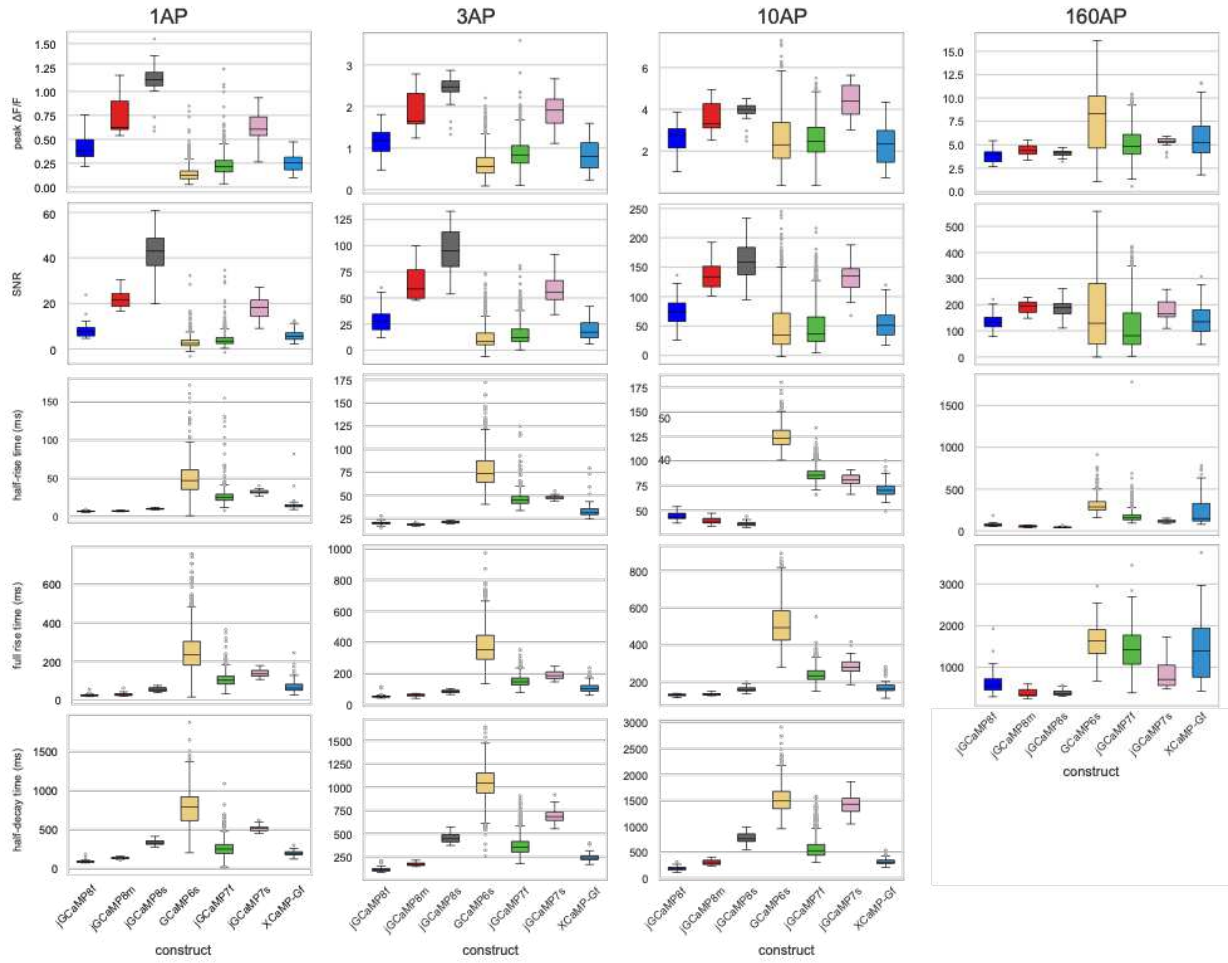 1AP 3AP 10AP 160AP
peak ΔF/F
1.50
1.25
1.00
0.75
0.50
0.25
0.00
3
2
1
0
6
4
2
15.0
12.5
10.0
7.5
5.0
2.5
0.0
SNR
60
40
20
0
125
100
75
50
25
0
250
200
150
100
50
0
500
400
300
200
100
0
half-rise time (ms)
150
100
50
0
175
150
125
100
75
50
25
175
150
125
100
75
50
50
40
1500
1000
500
0
full rise time (ms)
600
400
200
0
1000
800
600
400
200
0
800
600
400
200
3000
2000
1000
half-decay time (ms)
1500
1000
500
0
1500
1250
1000
750
500
250
3000
2500
2000
1500
1000
500
0
jGCaMP8f
jGCaMP8m
jGCaMP8s
GCaMP6s
jGCaMP7f
jGCaMP7s
XCaMP-Gf
construct
jGCaMP8f
jGCaMP8m
jGCaMP8s
GCaMP6s
jGCaMP7f
jGCaMP7s
XCaMP-Gf
construct
jGCaMP8f
jGCaMP8m
jGCaMP8s
GCaMP6s
jGCaMP7f
jGCaMP7s
XCaMP-Gf
construct
jGCaMP8f
jGCaMP8m
jGCaMP8s
GCaMP6s
jGCaMP7f
jGCaMP7s
XCaMP-Gf
construct